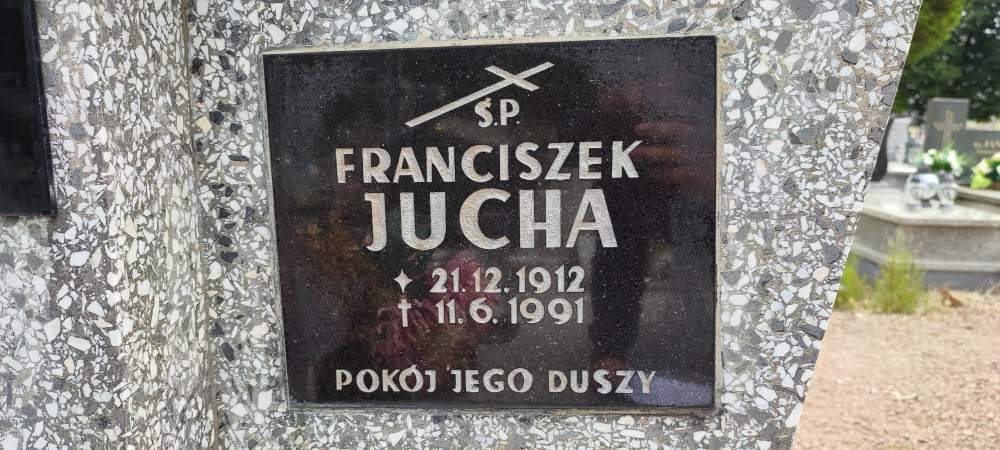 Ś.P.
FRANCISZEK
JUCHA
✦ 21.12.1912
† 11.6.1991
POKÓJ JEGO DUSZY